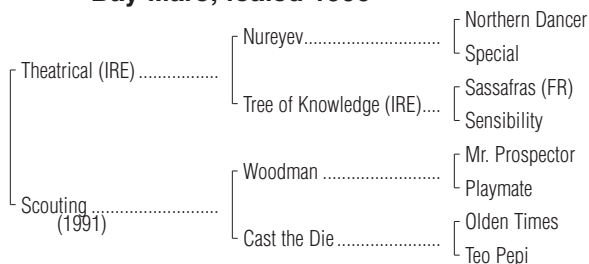 Bay Mare; foaled
Northern Dancer
Nureyev
Special
Theatrical (IRE)
Sassafras (FR)
Tree of Knowledge (IRE)
Sensibility
Mr. Prospector
Woodman
Playmate
Scouting
(1991)
Olden Times
Cast the Die
Teo Pepi